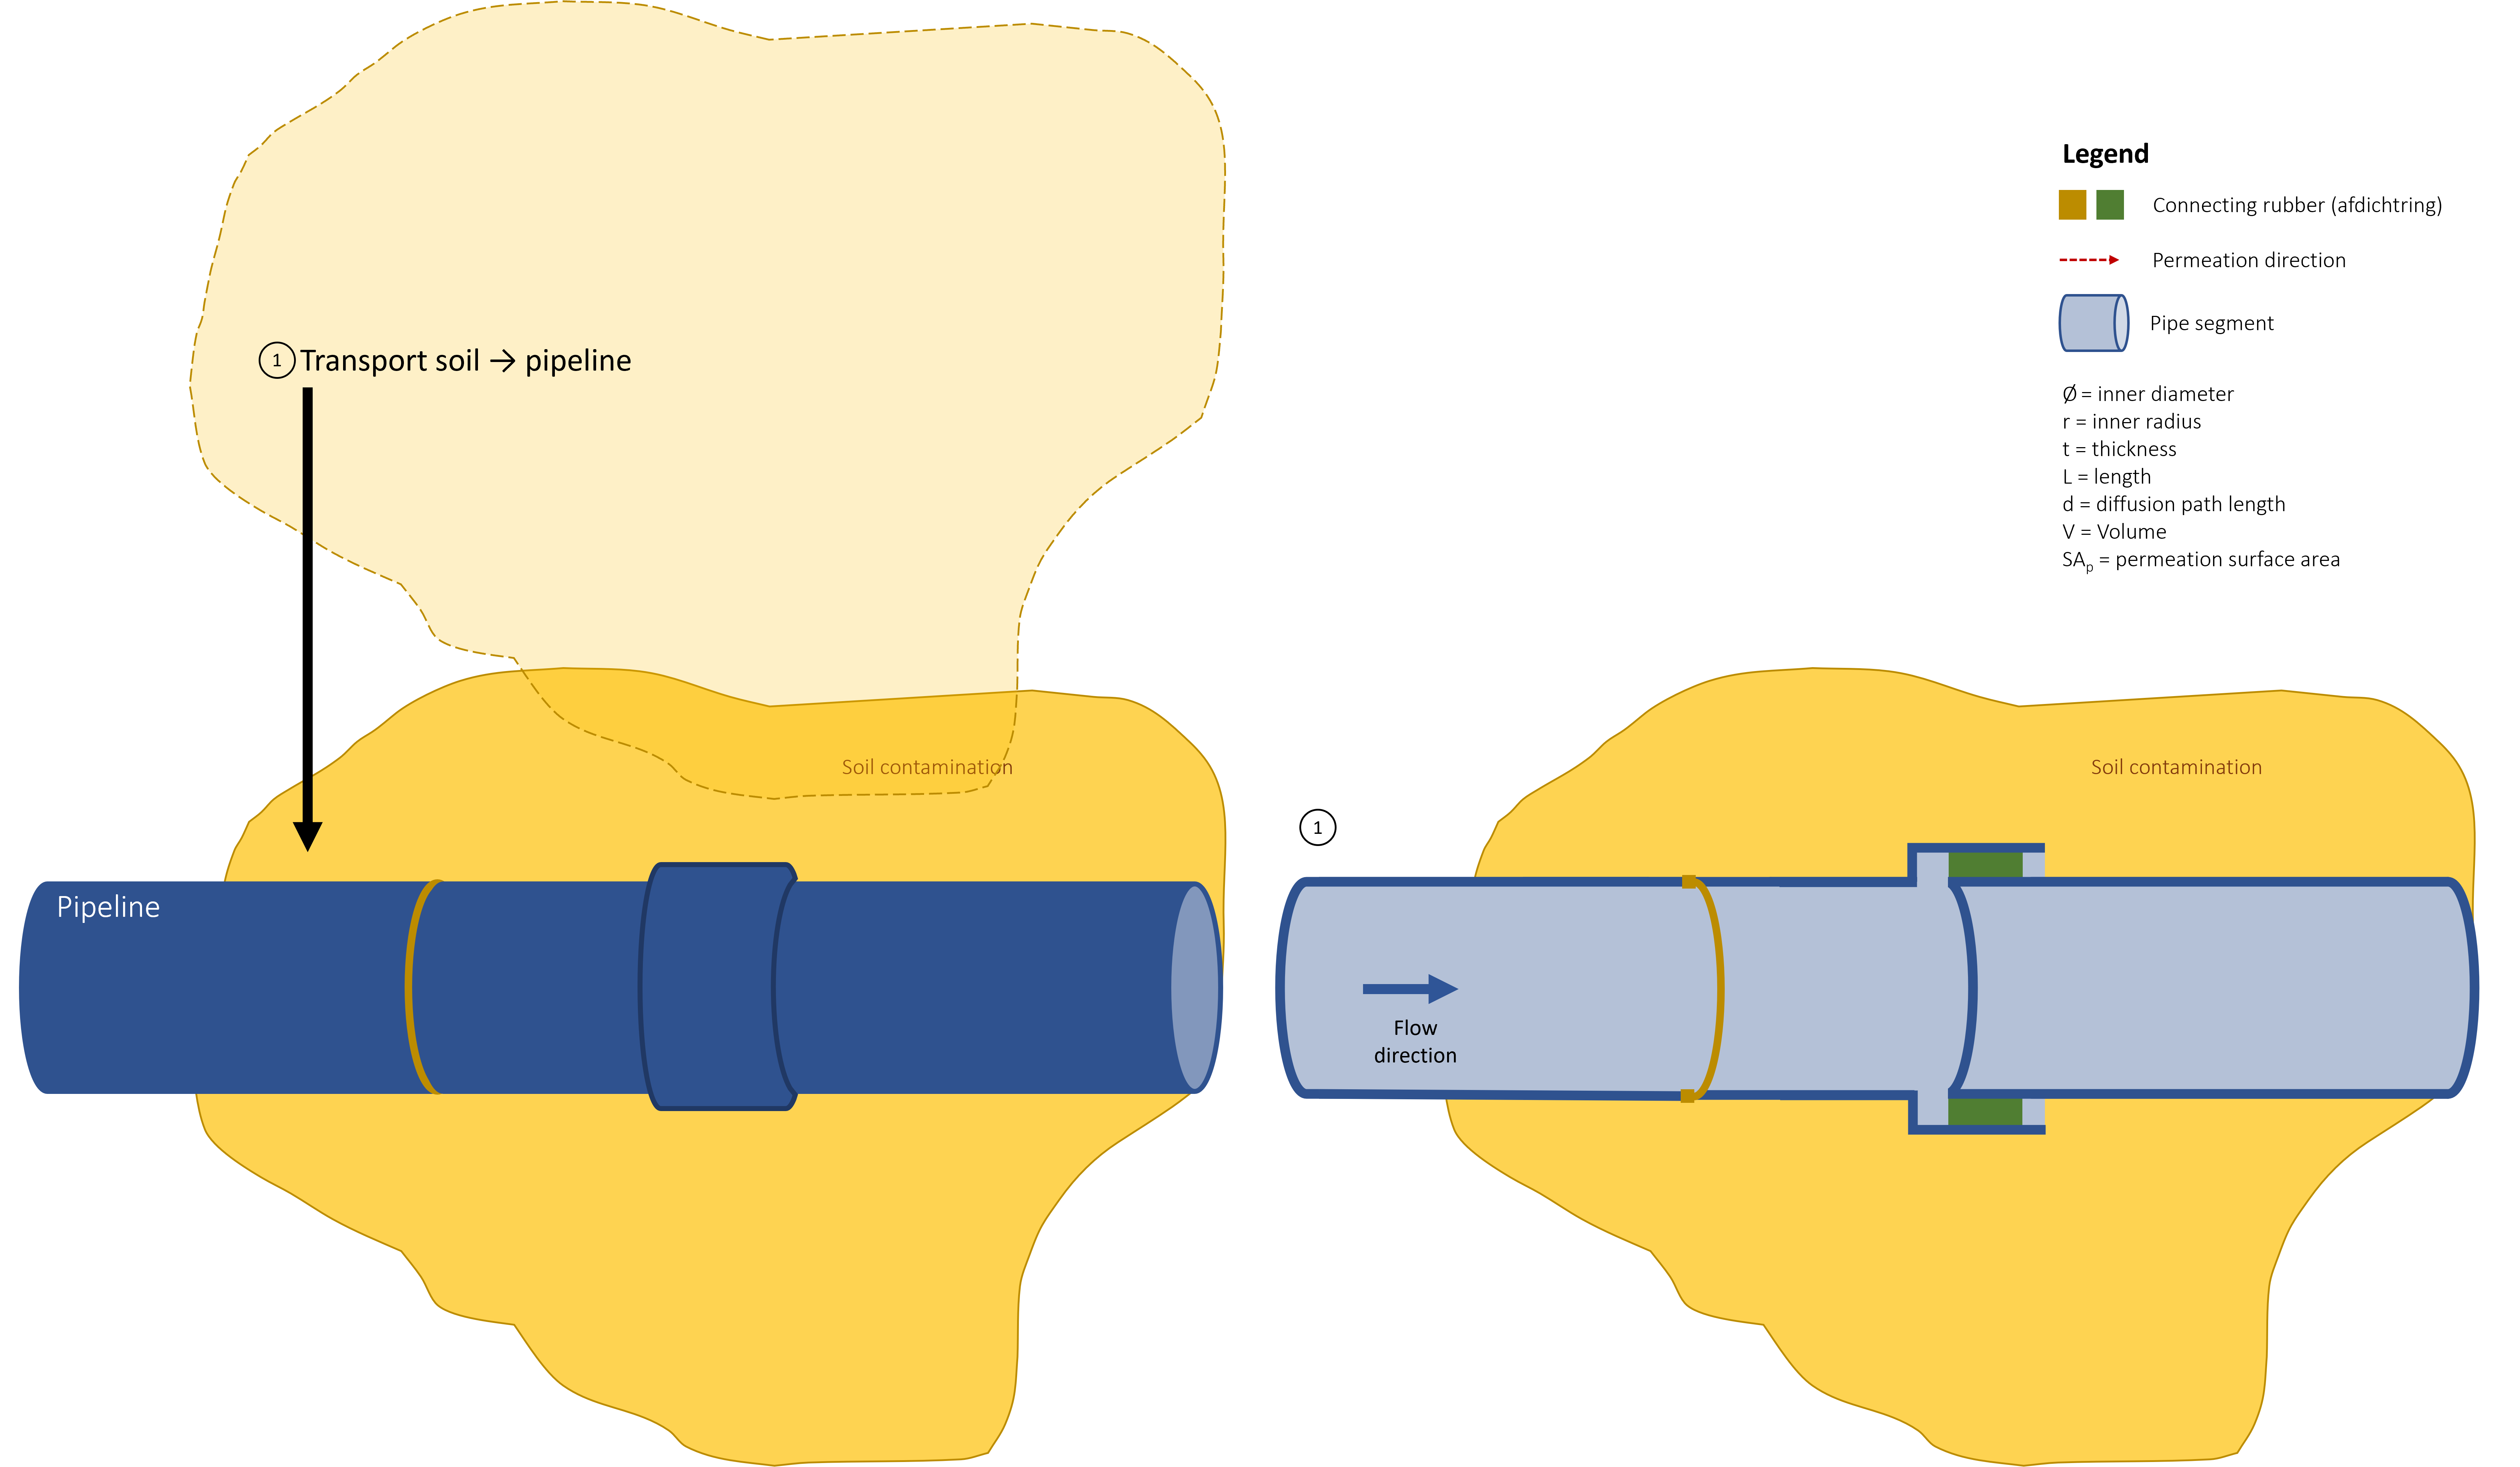 Legend
Connecting rubber (afdichtring)
Permeation direction
Pipe segment
Ø = inner diameter
r = inner radius
t = thickness
L = length
d = diffusion path length
V = Volume
SAp = permeation surface area
1 Transport soil → pipeline
Soil contamination
Pipeline
1
Soil contamination
Flow
direction